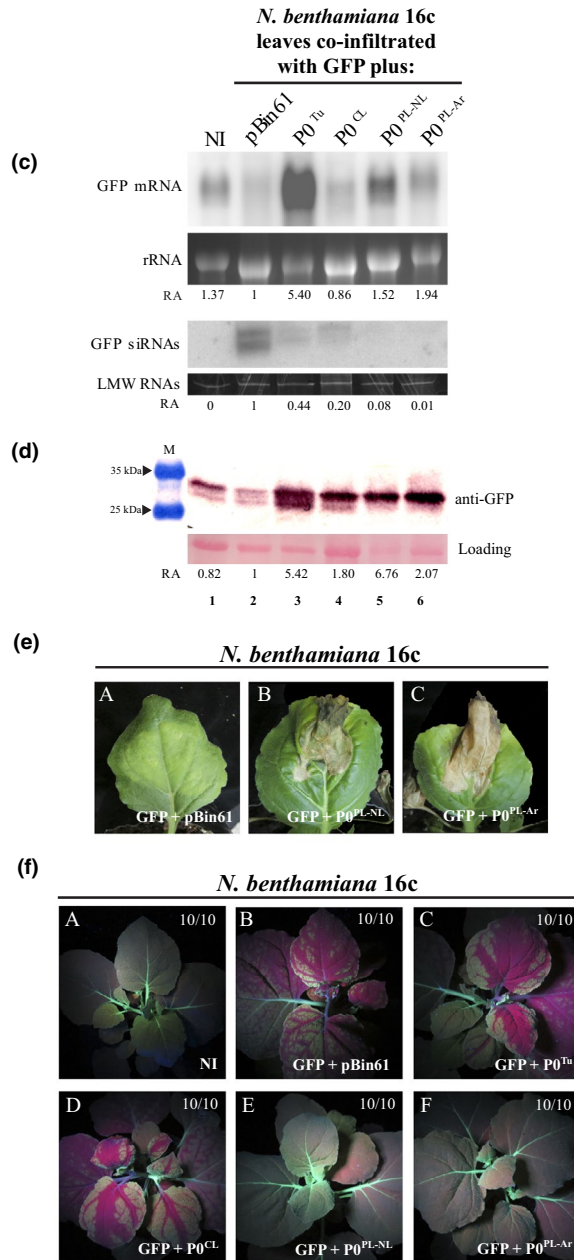 N. benthamiana 16c
leaves co-infiltrated
with GFP plus:
NI pBin61 P0Tu P0CL P0PL-NL P0PL-Ar
(c)
GFP mRNA
rRNA
RA 1.37 1 5.40 0.86 1.52 1.94
GFP siRNAs
LMW RNAs
RA 0 1 0.44 0.20 0.08 0.01
(d)
M
35 kDa
25 kDa
anti-GFP
Loading
RA 0.82 1 5.42 1.80 6.76 2.07
1 2 3 4 5 6
(e)
N. benthamiana 16c
A B C
GFP + pBin61 GFP + P0PL-NL GFP + P0PL-Ar
(f)
N. benthamiana 16c
A 10/10 B 10/10 C 10/10
NI GFP + pBin61 GFP + P0Tu
D 10/10 E 10/10 F 10/10
GFP + P0CL GFP + P0PL-NL GFP + P0PL-Ar